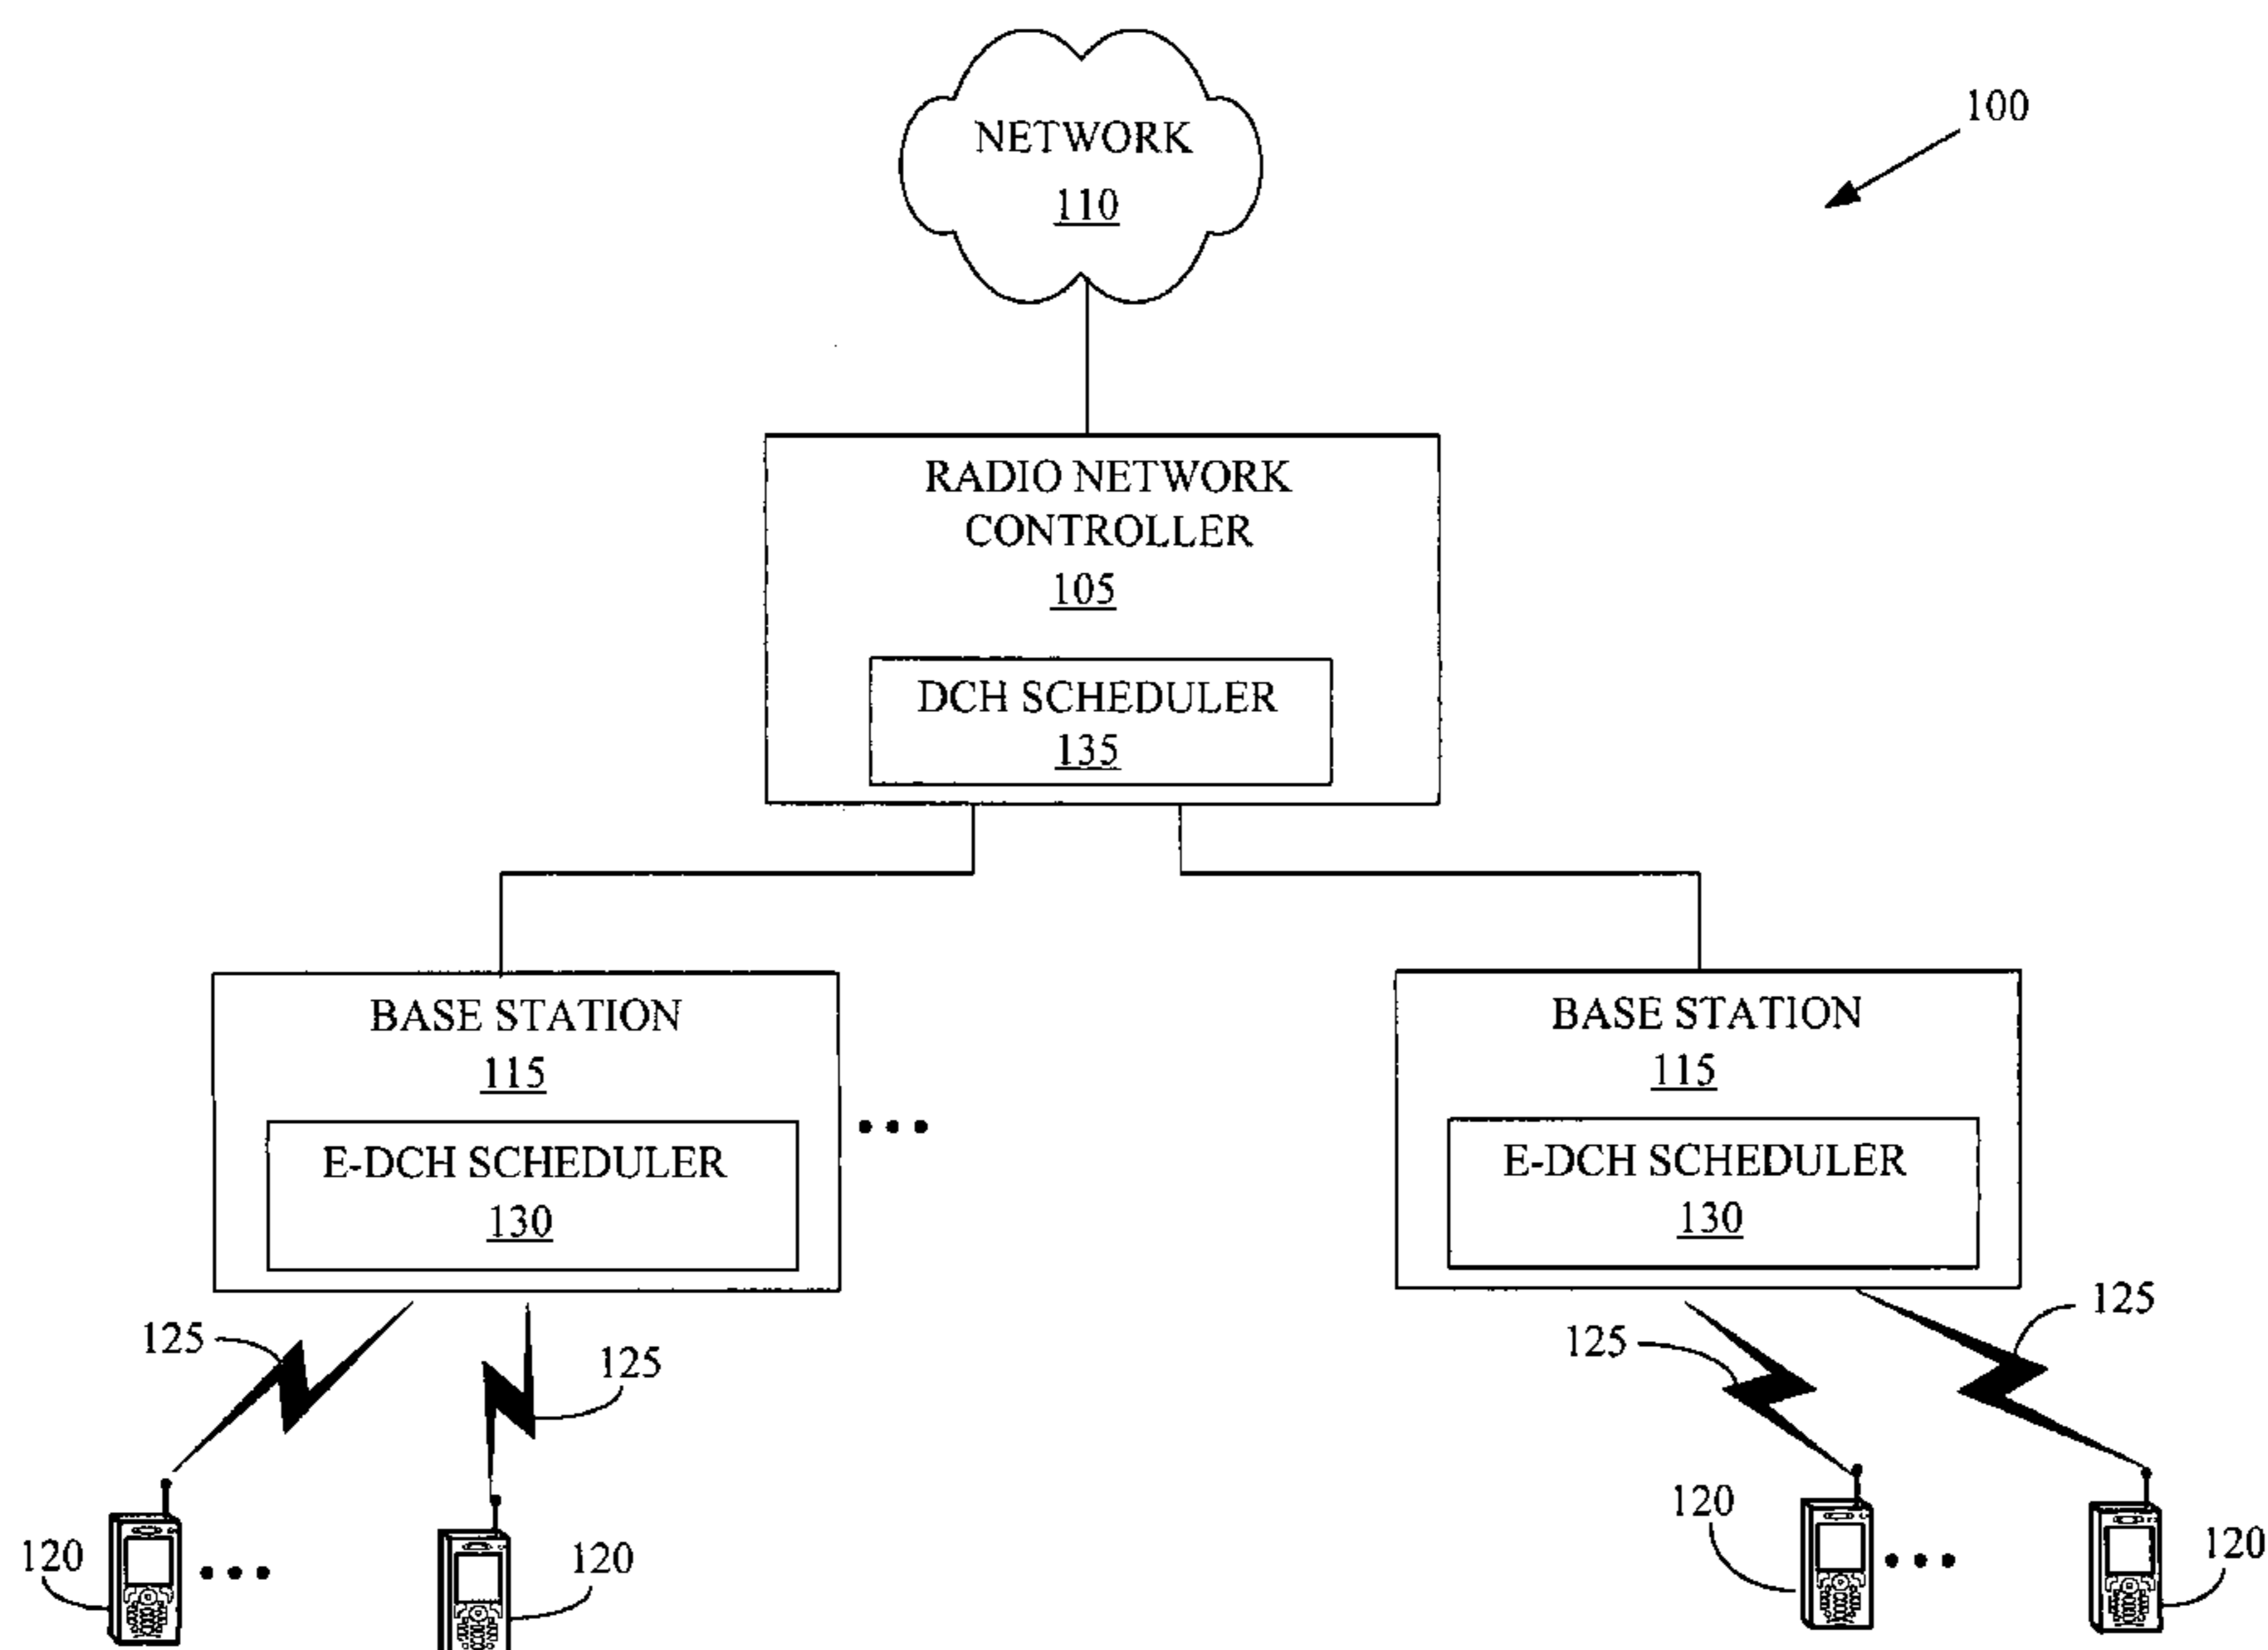 NETWORK
110
100
RADIO NETWORK
CONTROLLER
105
DCH SCHEDULER
135
BASE STATION
115
E-DCH SCHEDULER
130
BASE STATION
115
E-DCH SCHEDULER
130
125
125
125
125
120
120
120
120